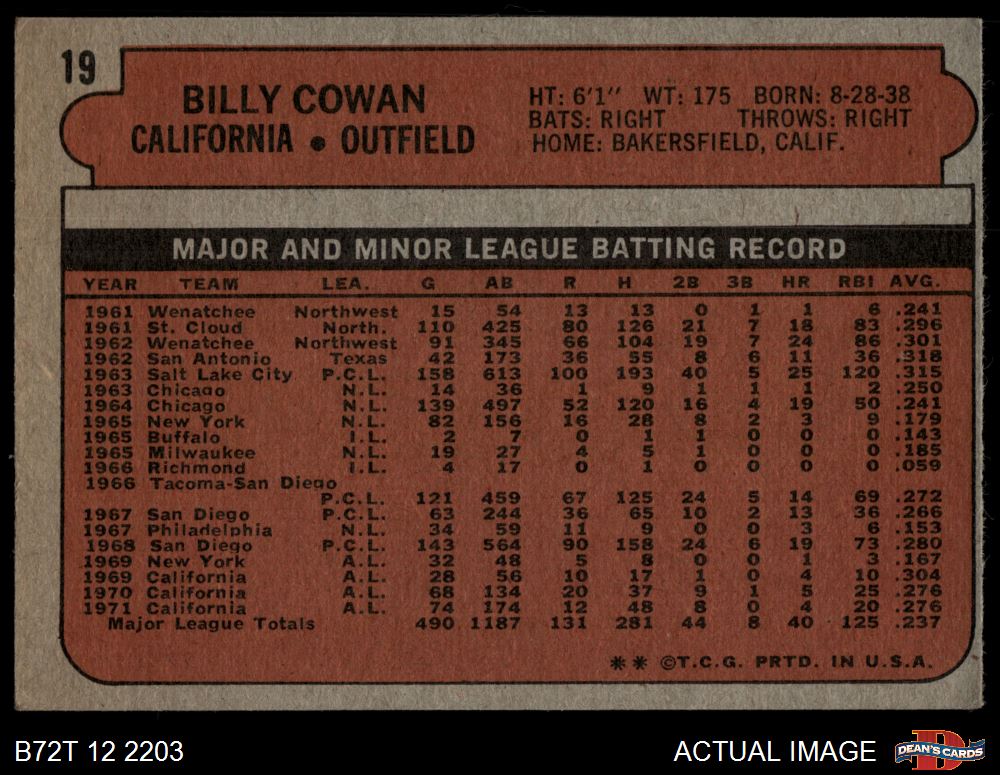 19
BILLY COWAN
CALIFORNIA • OUTFIELD
HT: 6'1" WT: 175 BORN: 8-28-38
BATS: RIGHT THROWS: RIGHT
HOME: BAKERSFIELD, CALIF.
MAJOR AND MINOR LEAGUE BATTING RECORD
YEAR TEAM LEA. G AB R H 2B 3B HR RBI AVG.
1961 Wenatchee Northwest 15 54 13 13 0 1 1 6 .241
1961 St. Cloud North. 110 425 80 126 21 7 18 83 .296
1962 Wenatchee Northwest 91 345 66 104 19 7 24 86 .301
1962 San Antonio Texas 42 173 36 55 8 6 11 36 .318
1963 Salt Lake City P.C.L. 158 613 100 193 40 5 25 120 .315
1963 Chicago N.L. 14 36 1 9 1 1 1 2 .250
1964 Chicago N.L. 139 497 52 120 16 4 19 50 .241
1965 New York N.L. 82 156 16 28 8 2 3 9 .179
1965 Buffalo I.L. 2 7 0 1 1 0 0 0 .143
1965 Milwaukee N.L. 19 27 4 5 1 0 0 0 .185
1966 Richmond I.L. 4 17 0 1 0 0 0 0 .059
1966 Tacoma-San Diego
P.C.L. 121 459 67 125 24 5 14 69 .272
1967 San Diego P.C.L. 63 244 36 65 10 2 13 36 .266
1967 Philadelphia N.L. 34 59 11 9 0 0 3 6 .153
1968 San Diego P.C.L. 143 564 90 158 24 6 19 73 .280
1969 New York A.L. 32 48 5 8 0 0 1 3 .167
1969 California A.L. 28 56 10 17 1 0 4 10 .304
1970 California A.L. 68 134 20 37 9 1 5 25 .276
1971 California A.L. 74 174 12 48 8 0 4 20 .276
Major League Totals 490 1187 131 281 44 8 40 125 .237
** ©T.C.G. PRTD. IN U.S.A.
B72T 12 2203
ACTUAL IMAGE
D
DEAN'S CARDS